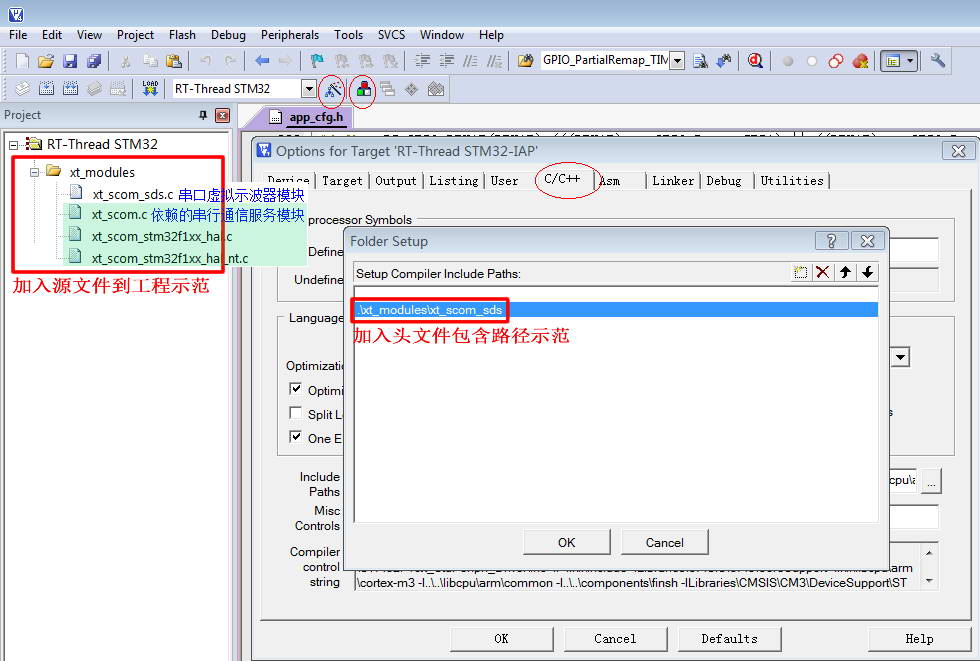 File Edit View Project Flash Debug Peripherals Tools SVCS Window Help
GPIO_PartialRemap_TIM
LOAD
RT-Thread STM32
Project
app_cfg.h
RT-Thread STM32
xt_modules
xt_scom_sds.c 串口虚拟示波器模块
xt_scom.c 依赖的串行通信服务模块
xt_scom_stm32f1xx_hal.c
xt_scom_stm32f1xx_hal_nt.c
加入源文件到工程示范
Options for Target 'RT-Thread STM32-IAP'
Device Target Output Listing User C/C++ Asm Linker Debug Utilities
processor Symbols
Define
Undefine
Folder Setup
Setup Compiler Include Paths:
.\xt_modules\xt_scom_sds
加入头文件包含路径示范
Language
Optimizatio
Optimi
Split Lo
One E
s
Include
Paths
cpu\a
...
Misc
Controls
OK Cancel
Compiler
control
string
\cortex-m3 -I..\..\libcpu\arm\common -I..\..\components\finsh -ILibraries\CMSIS\CM3\DeviceSupport\ST
OK Cancel Defaults Help